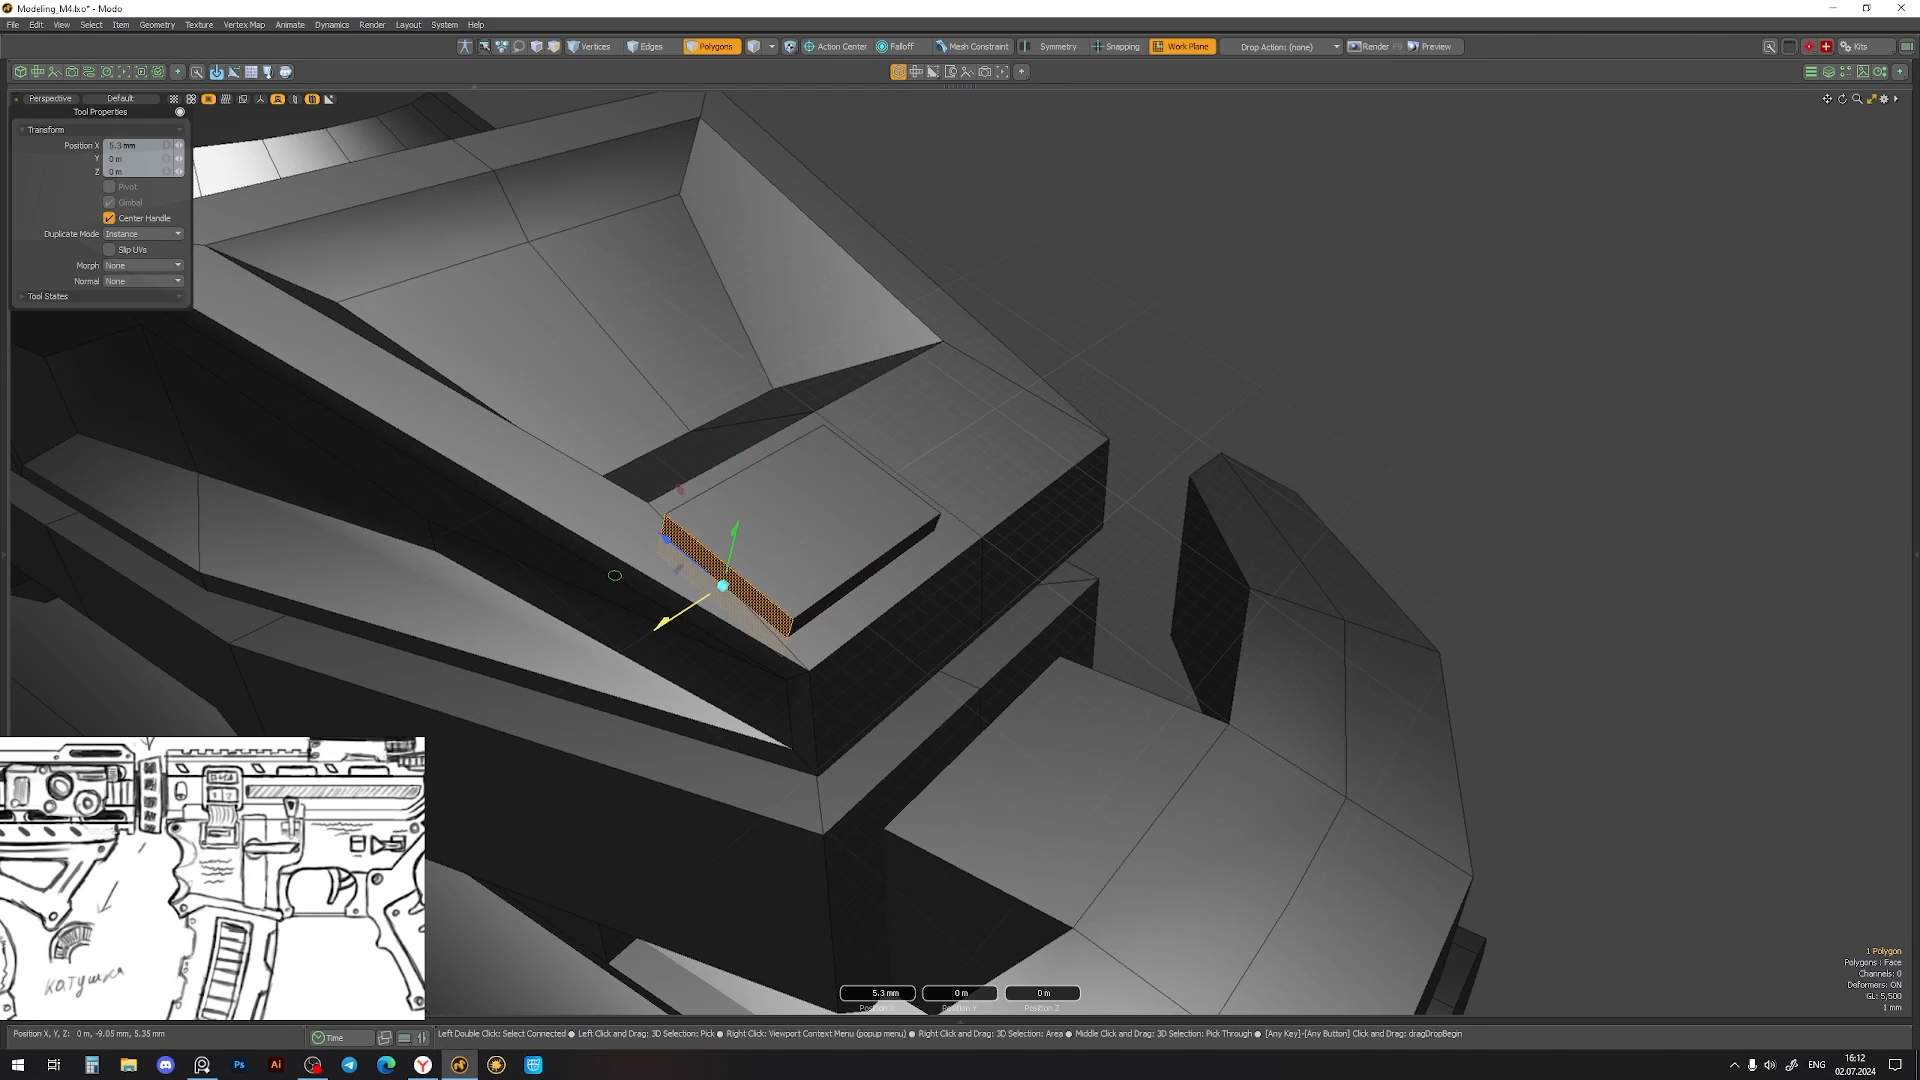 Modeling_M4.lxo* - Modo
File Edit View Select Item Geometry Texture Vertex Map Animate Dynamics Render Layout System Help
Vertices Edges Polygons Action Center Falloff Mesh Constraint Symmetry Snapping Work Plane Drop Action: (none) Render F9 Preview Kits
Perspective Default
Tool Properties
Transform
Position X 5.3 mm
Y 0 m
Z 0 m
Pivot
Gimbal
Center Handle
Duplicate Mode Instance
Slip UVs
Morph None
Normal None
Tool States
катушка
1 Polygon
Polygons : Face
Channels: 0
Deformers: ON
GL: 5,500
1 mm
5.3 mm 0 m 0 m
Position X Position Y Position Z
Position X, Y, Z: 0 m, -9.05 mm, 5.35 mm Time Left Double Click: Select Connected ● Left Click and Drag: 3D Selection: Pick ● Right Click: Viewport Context Menu (popup menu) ● Right Click and Drag: 3D Selection: Area ● Middle Click and Drag: 3D Selection: Pick Through ● [Any Key]-[Any Button] Click and Drag: dragDropBegin
Ps Ai ENG 16:12
02.07.2024